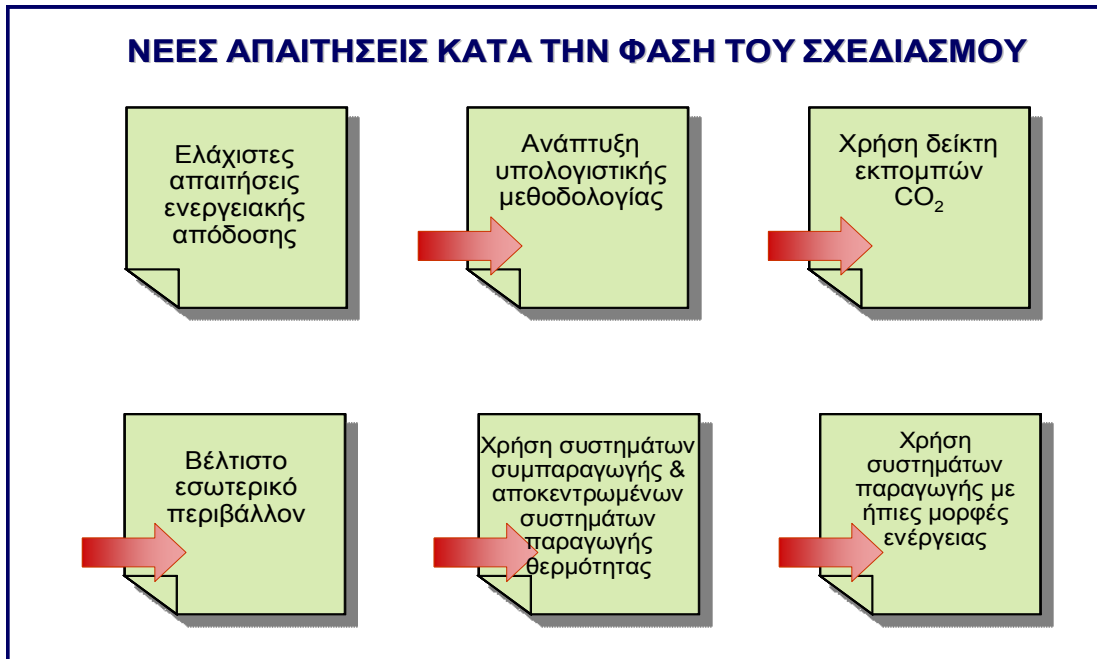 ΝΕΕΣ ΑΠΑΙΤΗΣΕΙΣ ΚΑΤΑ ΤΗΝ ΦΑΣΗ ΤΟΥ ΣΧΕΔΙΑΣΜΟΥ
Ελάχιστες
απαιτήσεις
ενεργειακής
απόδοσης
Ανάπτυξη
υπολογιστικής
μεθοδολογίας
Χρήση δείκτη
εκπομπών
CO₂
Βέλτιστο
εσωτερικό
περιβάλλον
Χρήση συστημάτων
συμπαραγωγής &
αποκεντρωμένων
συστημάτων
παραγωγής
θερμότητας
Χρήση
συστημάτων
παραγωγής με
ήπιες μορφές
ενέργειας